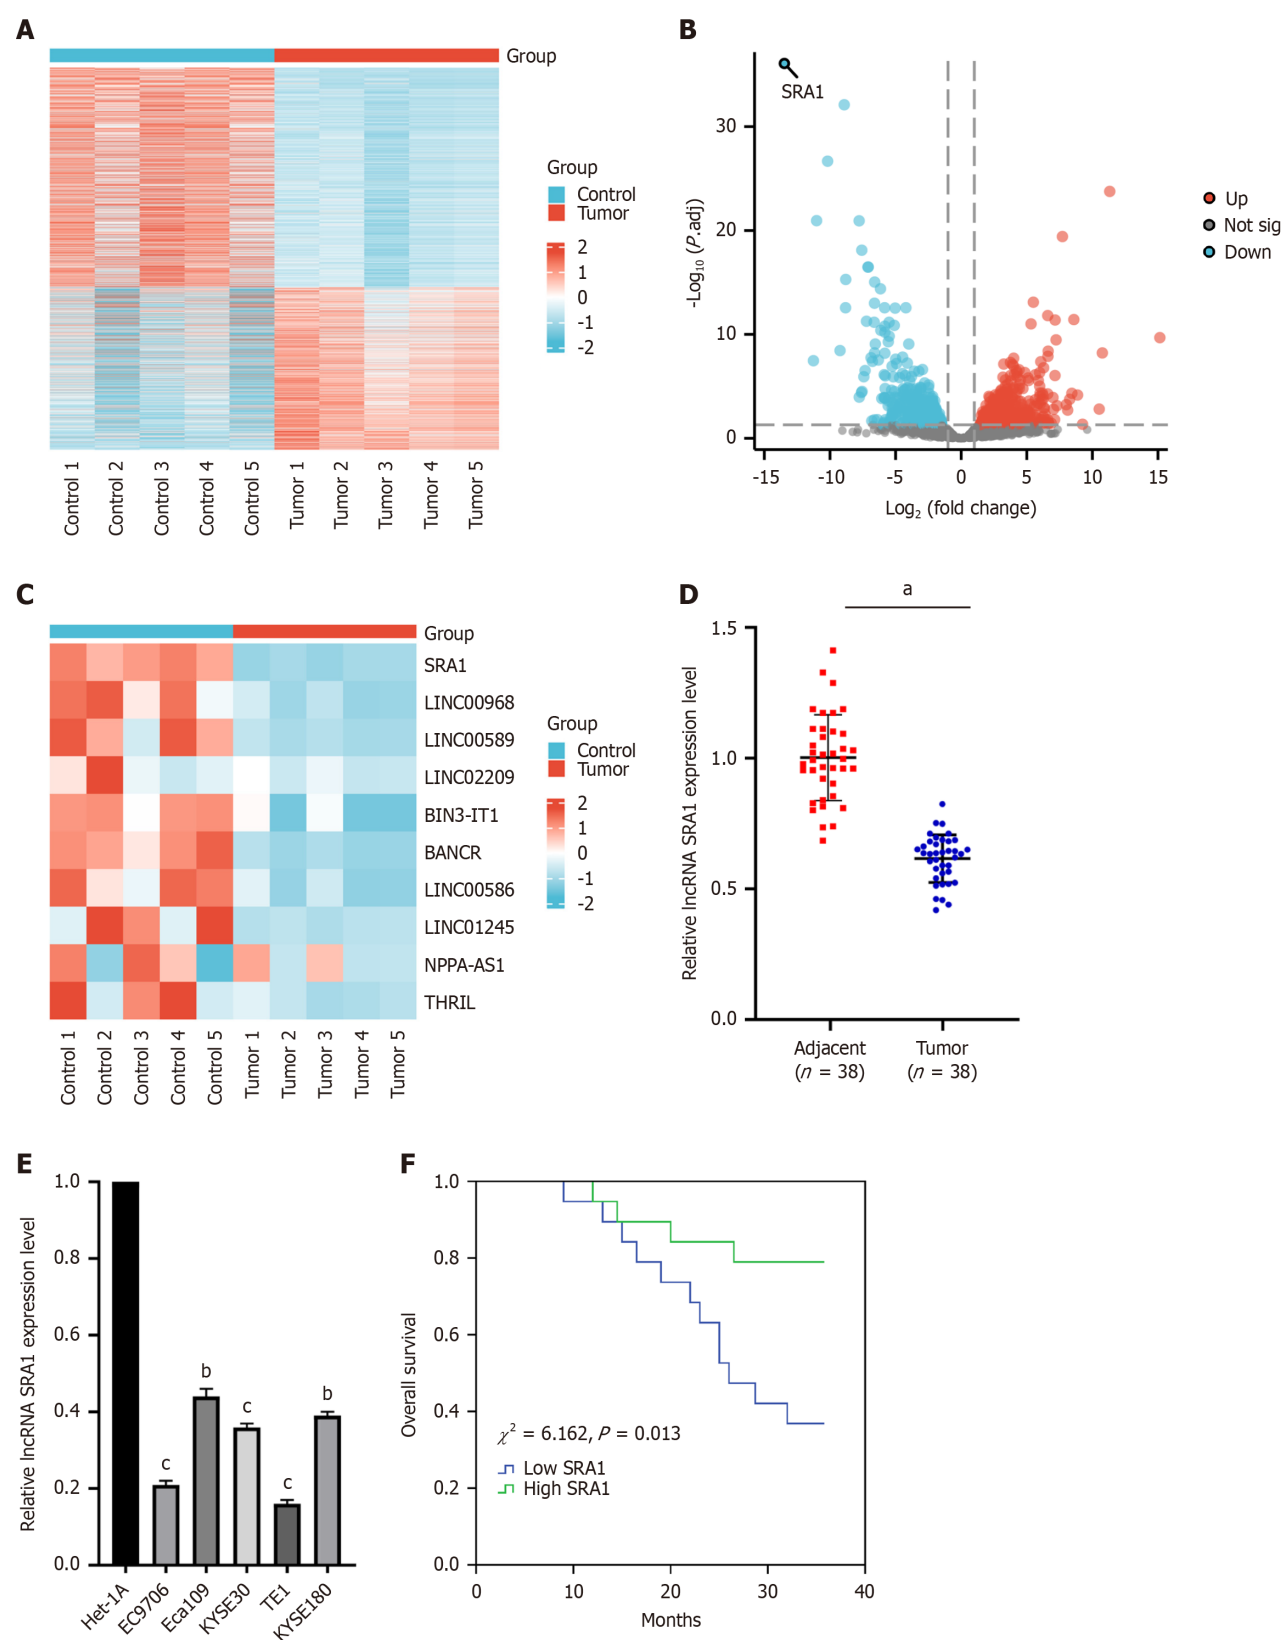 A
Group
Group
Control
Tumor
2
1
0
-1
-2
Control 1
Control 2
Control 3
Control 4
Control 5
Tumor 1
Tumor 2
Tumor 3
Tumor 4
Tumor 5
B
SRA1
-Log10 (P.adj)
30
20
10
0
-15
-10
-5
0
5
10
15
Log2 (fold change)
Up
Not sig
Down
C
Group
SRA1
LINC00968
LINC00589
LINC02209
BIN3-IT1
BANCR
LINC00586
LINC01245
NPPA-AS1
THRIL
Group
Control
Tumor
2
1
0
-1
-2
Control 1
Control 2
Control 3
Control 4
Control 5
Tumor 1
Tumor 2
Tumor 3
Tumor 4
Tumor 5
D
a
Relative lncRNA SRA1 expression level
1.5
1.0
0.5
0.0
Adjacent
(n = 38)
Tumor
(n = 38)
E
Relative lncRNA SRA1 expression level
1.0
0.8
0.6
0.4
0.2
0.0
c
b
c
c
b
Het-1A
EC9706
Eca109
KYSE30
TE1
KYSE180
F
Overall survival
1.0
0.8
0.6
0.4
0.2
0.0
χ2 = 6.162, P = 0.013
Low SRA1
High SRA1
0
10
20
30
40
Months